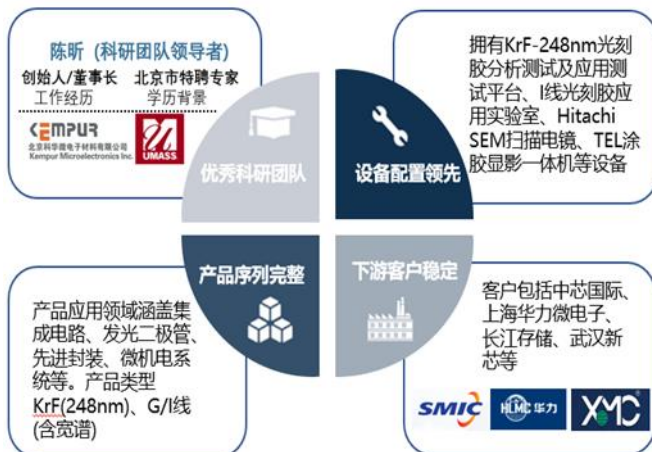 陈昕（科研团队领导者）
创始人/董事长 北京市特聘专家
工作经历 学历背景
KEMPUR
北京科华微电子材料有限公司
Kempur Microelectronics Inc.
UMASS
优秀科研团队
设备配置领先
拥有KrF-248nm光刻
胶分析测试及应用测
试平台、I线光刻胶应
用实验室、Hitachi
SEM扫描电镜、TEL涂
胶显影一体机等设备
产品序列完整
下游客户稳定
产品应用领域涵盖集
成电路、发光二极管、
先进封装、微机电系
统等。产品类型
KrF(248nm)、G/I线
(含宽谱)
客户包括中芯国际、
上海华力微电子、
长江存储、武汉新
芯等
SMIC
HLMC 华力
XMC